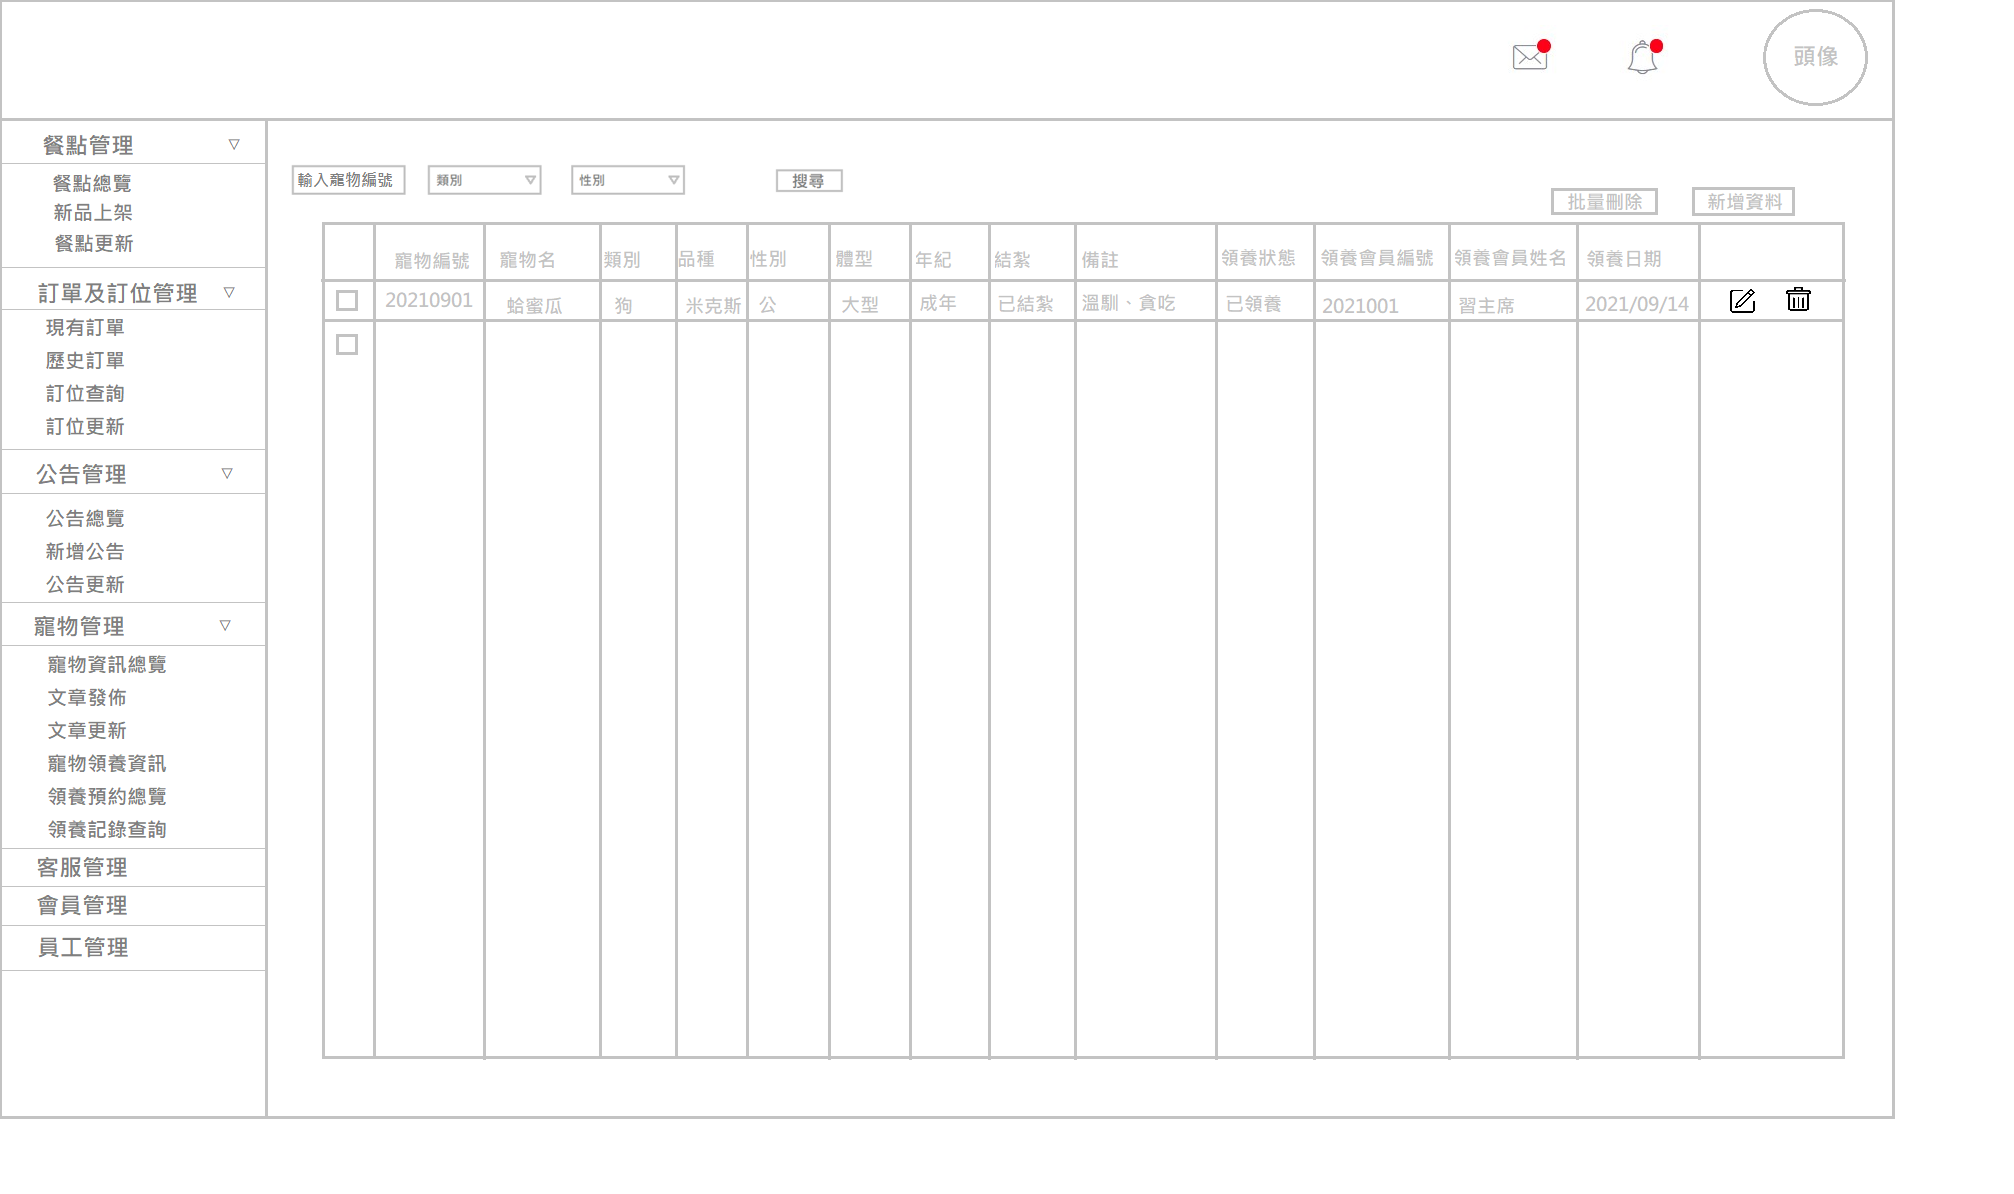 頭像
餐點管理
餐點總覽
新品上架
餐點更新
訂單及訂位管理
現有訂單
歷史訂單
訂位查詢
訂位更新
公告管理
公告總覽
新增公告
公告更新
寵物管理
寵物資訊總覽
文章發佈
文章更新
寵物領養資訊
領養預約總覽
領養記錄查詢
客服管理
會員管理
員工管理
輸入寵物編號 類別 性別 搜尋
批量刪除 新增資料
寵物編號 寵物名 類別 品種 性別 體型 年紀 結紮 備註 領養狀態 領養會員編號 領養會員姓名 領養日期
20210901 蛤蜜瓜 狗 米克斯 公 大型 成年 已結紮 溫馴、貪吃 已領養 2021001 習主席 2021/09/14